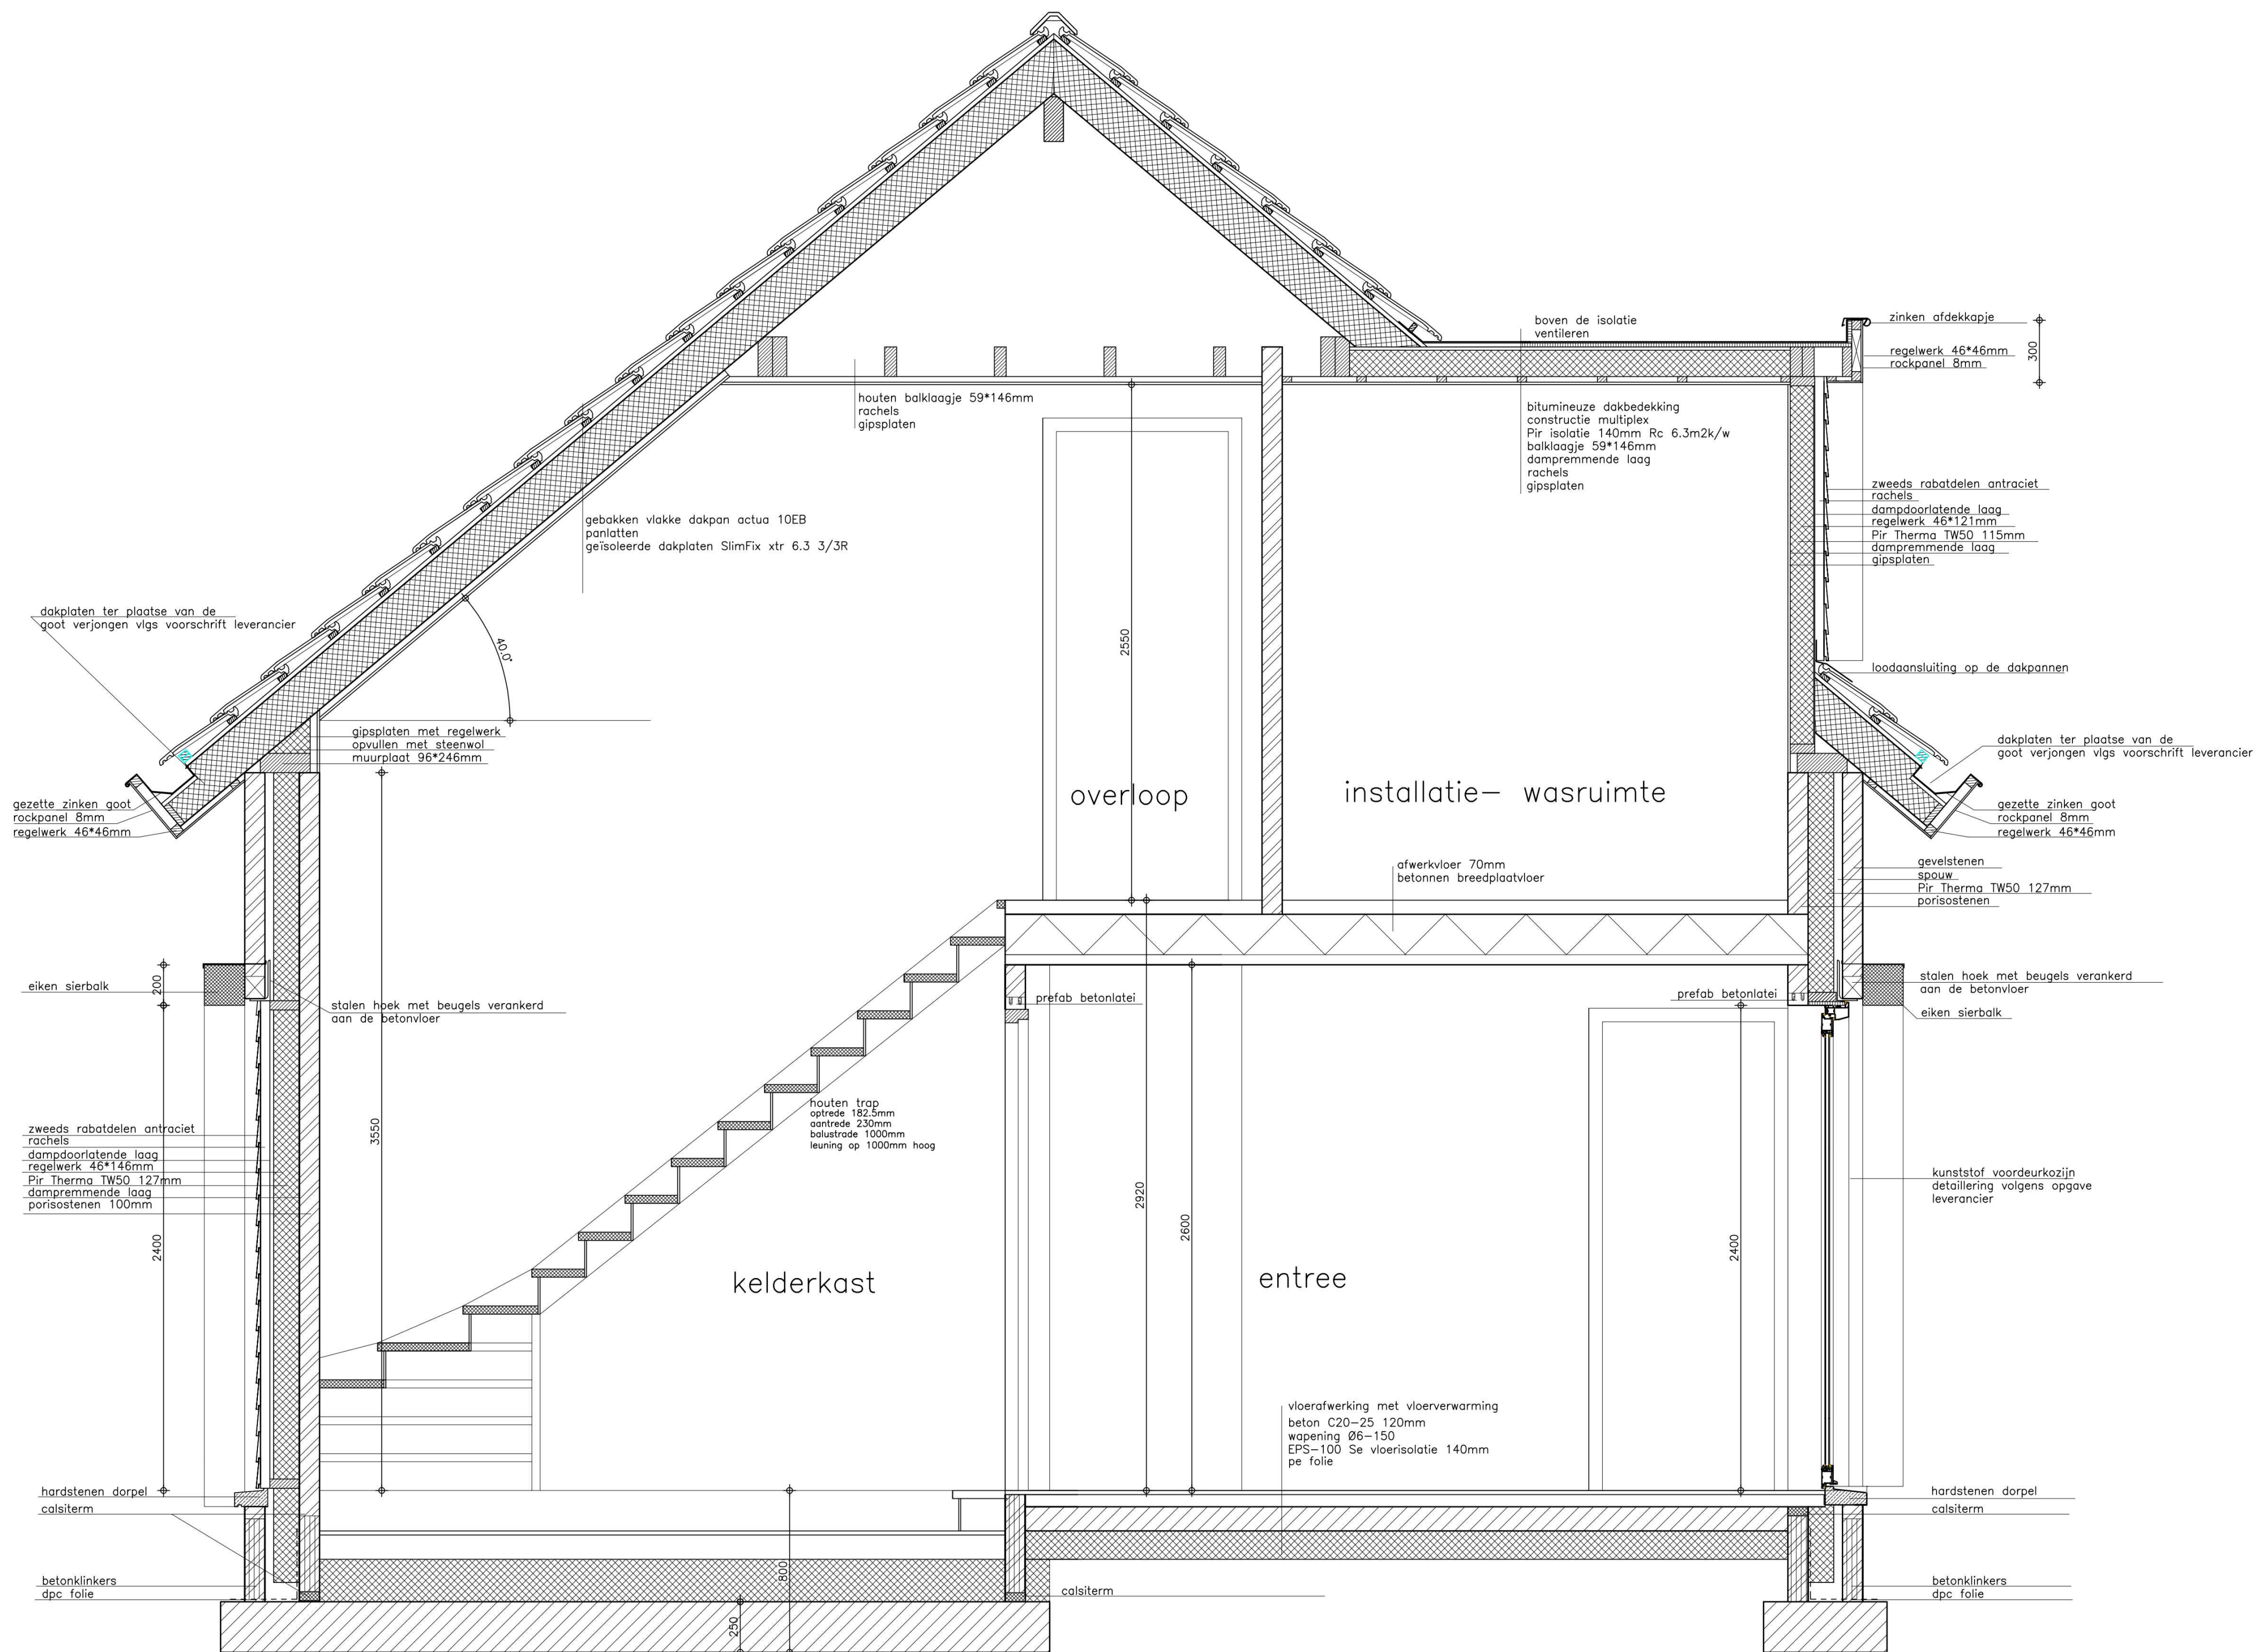 boven de isolatie
ventileren
zinken afdekkapje
regelwerk 46*46mm
rockpanel 8mm
300
houten balklaagje 59*146mm
rachels
gipsplaten
bitumineuze dakbedekking
constructie multiplex
Pir isolatie 140mm Rc 6.3m2k/w
balklaagje 59*146mm
dampremmende laag
rachels
gipsplaten
zweeds rabatdelen antraciet
rachels
dampdoorlatende laag
regelwerk 46*121mm
Pir Therma TW50 115mm
dampremmende laag
gipsplaten
gebakken vlakke dakpan actua 10EB
panlatten
geïsoleerde dakplaten SlimFix xtr 6.3 3/3R
dakplaten ter plaatse van de
goot verjongen vlgs voorschrift leverancier
40.0°
2550
loodaansluiting op de dakpannen
gipsplaten met regelwerk
opvullen met steenwol
muurplaat 96*246mm
dakplaten ter plaatse van de
goot verjongen vlgs voorschrift leverancier
gezette zinken goot
rockpanel 8mm
regelwerk 46*46mm
overloop
installatie- wasruimte
gezette zinken goot
rockpanel 8mm
regelwerk 46*46mm
afwerkvloer 70mm
betonnen breedplaatvloer
gevelstenen
spouw
Pir Therma TW50 127mm
porisostenen
200
eiken sierbalk
stalen hoek met beugels verankerd
aan de betonvloer
prefab betonlatei
prefab betonlatei
stalen hoek met beugels verankerd
aan de betonvloer
eiken sierbalk
houten trap
optrede 182.5mm
aantrede 230mm
balustrade 1000mm
leuning op 1000mm hoog
3550
zweeds rabatdelen antraciet
rachels
dampdoorlatende laag
regelwerk 46*146mm
Pir Therma TW50 127mm
dampremmende laag
porisostenen 100mm
2400
2920
2600
2400
kunststof voordeurkozijn
detaillering volgens opgave
leverancier
kelderkast
entree
vloerafwerking met vloerverwarming
beton C20-25 120mm
wapening Ø6-150
EPS-100 Se vloerisolatie 140mm
pe folie
hardstenen dorpel
calsiterm
hardstenen dorpel
calsiterm
betonklinkers
dpc folie
800
250
calsiterm
betonklinkers
dpc folie